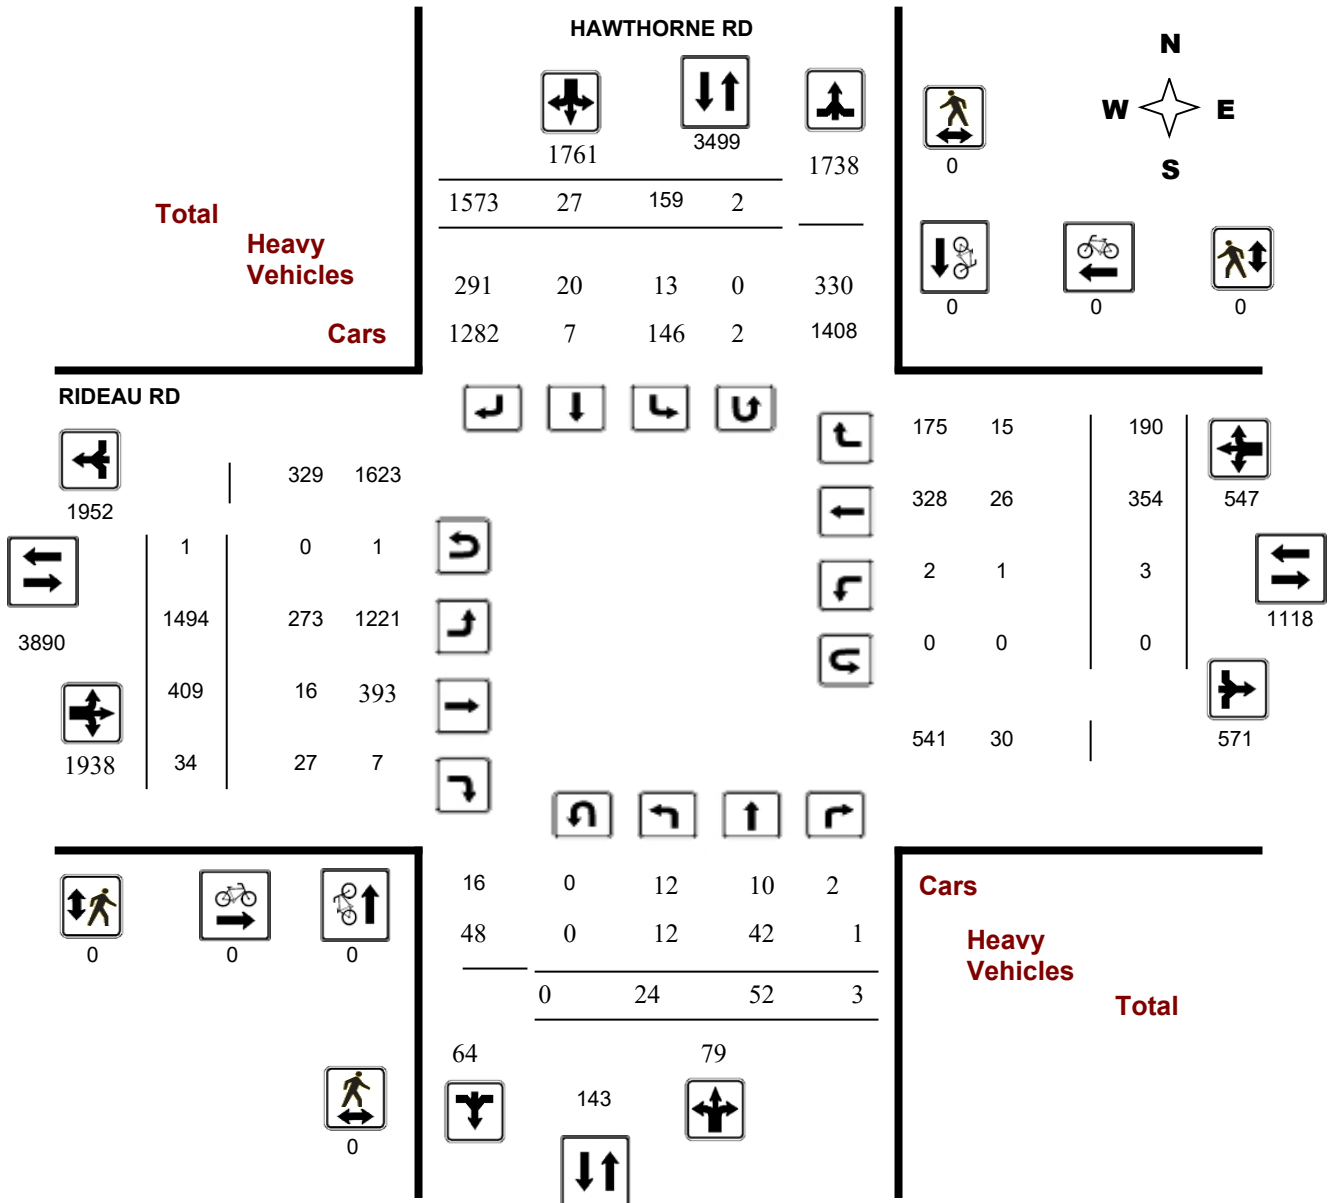 HAWTHORNE RD
N
W E
S
1761
3499
1738
0
Total
1573 27 159 2
Heavy
Vehicles
291 20 13 0 330
0 0 0
Cars
1282 7 146 2 1408
RIDEAU RD
175 15 190
329 1623
1952
328 26 354 547
1 0 1
2 1 3
1494 273 1221
1118
3890
0 0 0
409 16 393
1938 34 27 7
541 30 571
16 0 12 10 2
Cars
48 0 12 42 1
Heavy
Vehicles
0 0 0
0 24 52 3
Total
64 79
143
0